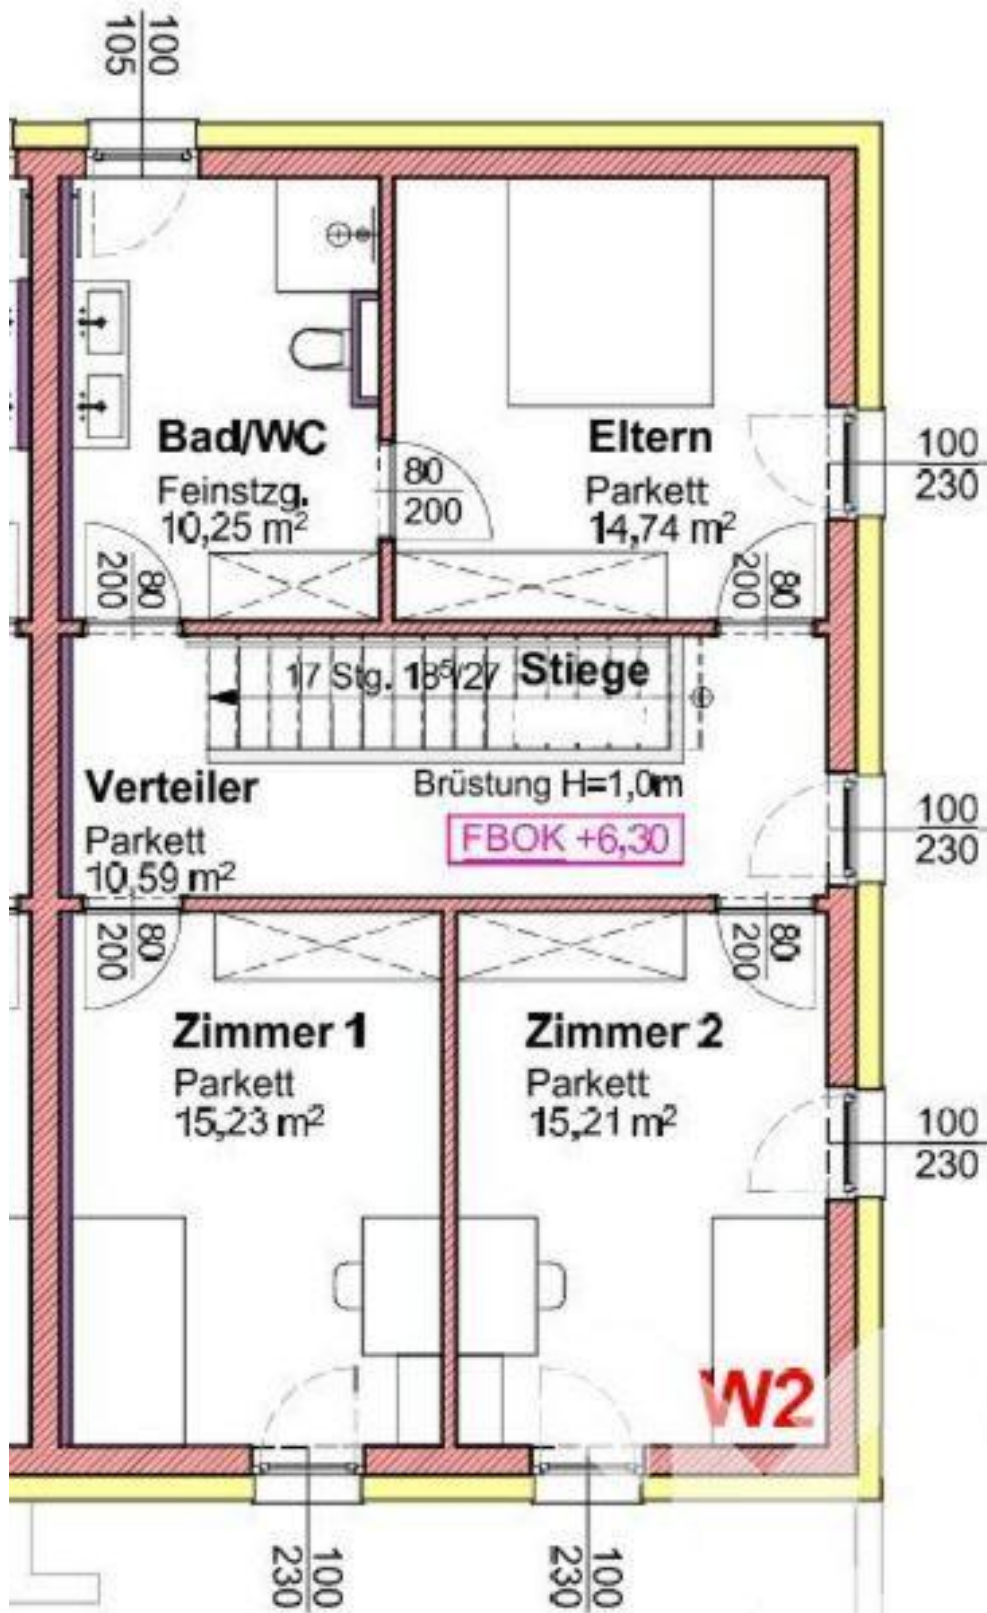 100
105
Bad/WC
Feinstzg.
10,25 m²
80
200
Eltern
Parkett
14,74 m²
100
230
80
200
80
200
17 Stg. 18⁵/27
Stiege
Verteiler
Parkett
10,59 m²
Brüstung H=1,0m
FBOK +6,30
100
230
80
200
80
200
Zimmer 1
Parkett
15,23 m²
Zimmer 2
Parkett
15,21 m²
100
230
W2
100
230
100
230